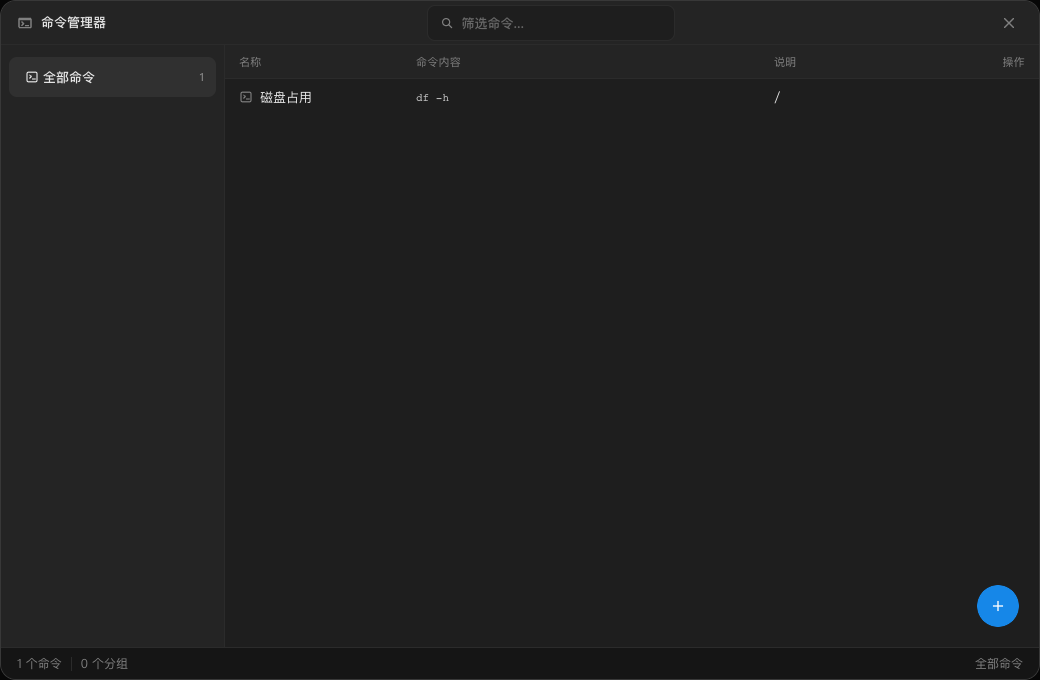 命令管理器
筛选命令...
全部命令 1
名称 命令内容 说明 操作
磁盘占用 df -h /
1 个命令 0 个分组 全部命令